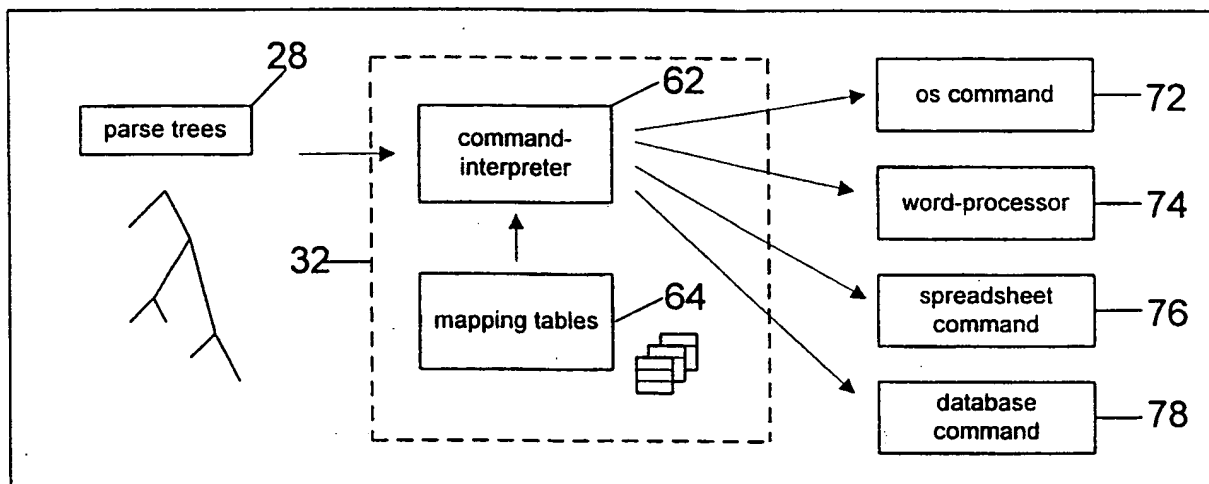 28
parse trees
62
command-
interpreter
32
mapping tables
64
os command
72
word-processor
74
spreadsheet
command
76
database
command
78